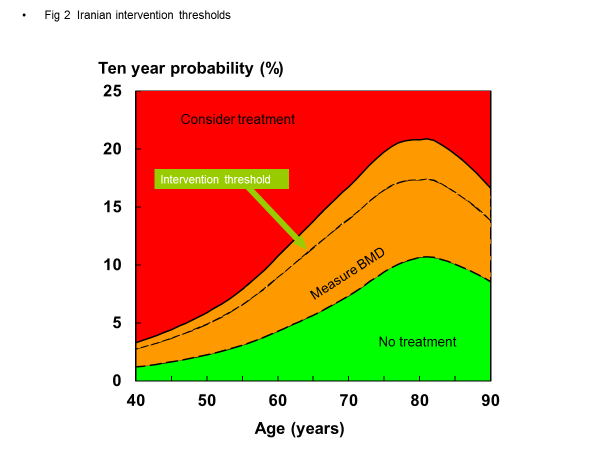 • Fig 2 Iranian intervention thresholds
Ten year probability (%)
25
Consider treatment
20
Intervention threshold
15
10
Measure BMD
5
No treatment
0
40 50 60 70 80 90
Age (years)